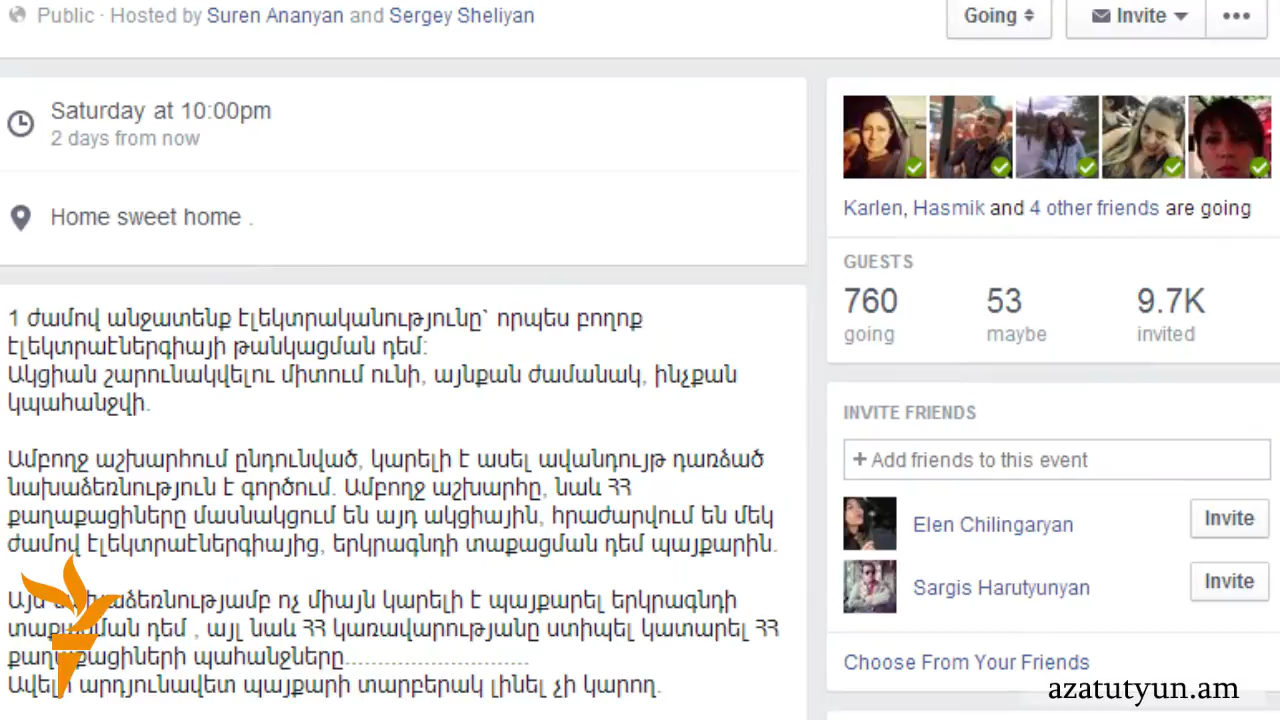 Public · Hosted by Suren Ananyan and Sergey Sheliyan
Going
Invite
Saturday at 10:00pm
2 days from now
Home sweet home .
1 ժամով անջատենք էլեկտրականությունը` որպես բողոք
էլեկտրաէներգիայի թանկացման դեմ:
Ակցիան շարունակվելու միտում ունի, այնքան ժամանակ, ինչքան
կպահանջվի.
Ամբողջ աշխարհում ընդունված, կարելի է ասել ավանդույթ դառձած
նախաձեռնություն է գործում. Ամբողջ աշխարհը, նաև ՀՀ
քաղաքացիները մասնակցում են այդ ակցիային, հրաժարվում են մեկ
ժամով էլեկտրաէներգիայից, երկրագնդի տաքացման դեմ պայքարին.
Այս նախաձեռնությամբ ոչ միայն կարելի է պայքարել երկրագնդի
տաքացման դեմ , այլ նաև ՀՀ կառավարությանը ստիպել կատարել ՀՀ
քաղաքացիների պահանջները.............................
Ավելի արդյունավետ պայքարի տարբերակ լինել չի կարող.
Karlen, Hasmik and 4 other friends are going
GUESTS
760 53 9.7K
going maybe invited
INVITE FRIENDS
+ Add friends to this event
Elen Chilingaryan Invite
Sargis Harutyunyan Invite
Choose From Your Friends
azatutyun.am